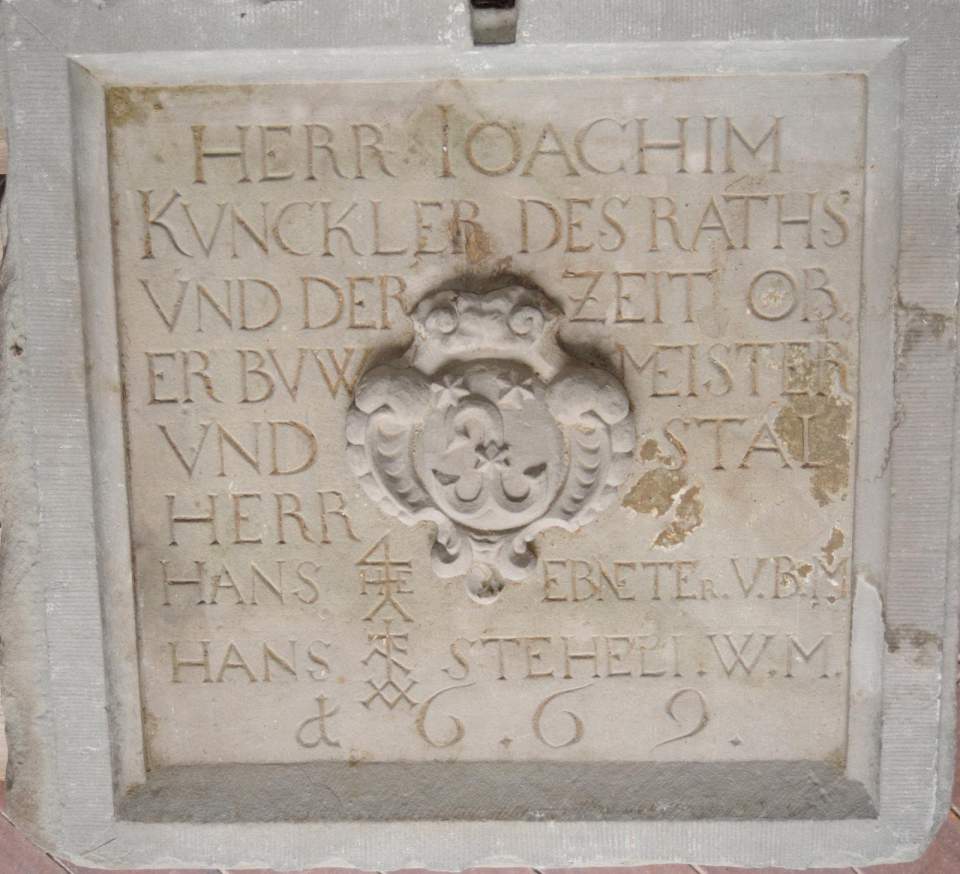 HERR IOACHIM
KVNCKLER DES RATHS
VND DER ZEIT OB.
ER BVW MEISTER
VND STAL
HERR
HANS EBNETER. V.B.M
HANS STEHELI. W.M.
1669.